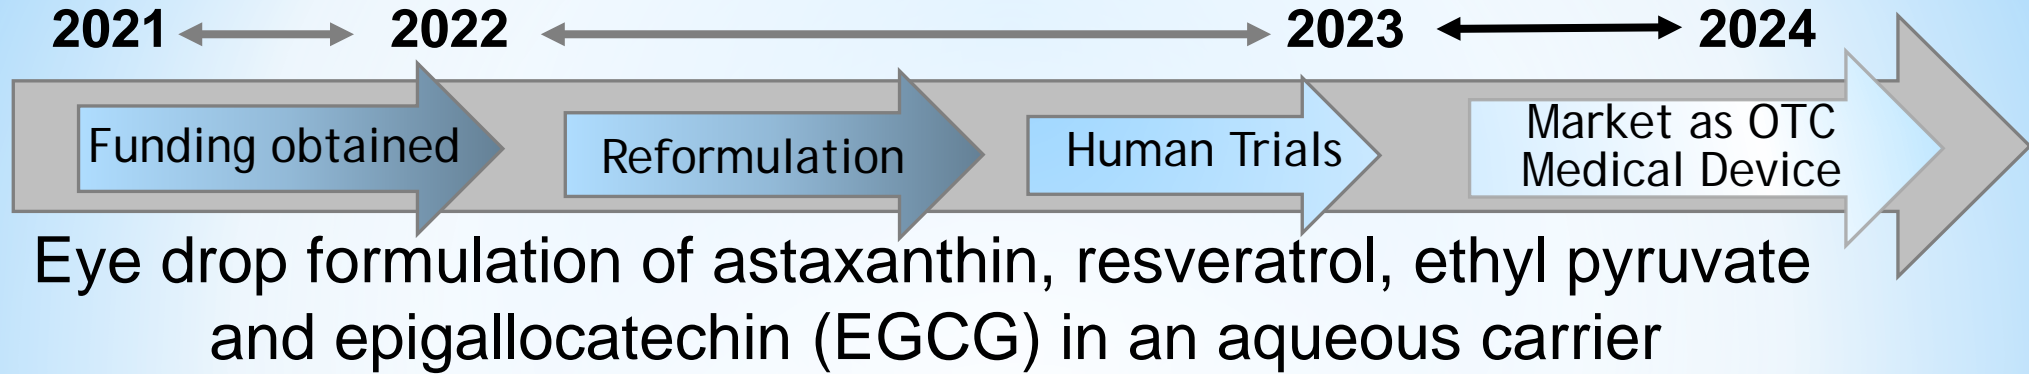 2021 2022 2023 2024
Funding obtained
Reformulation
Human Trials
Market as OTC
Medical Device
Eye drop formulation of astaxanthin, resveratrol, ethyl pyruvate
and epigallocatechin (EGCG) in an aqueous carrier